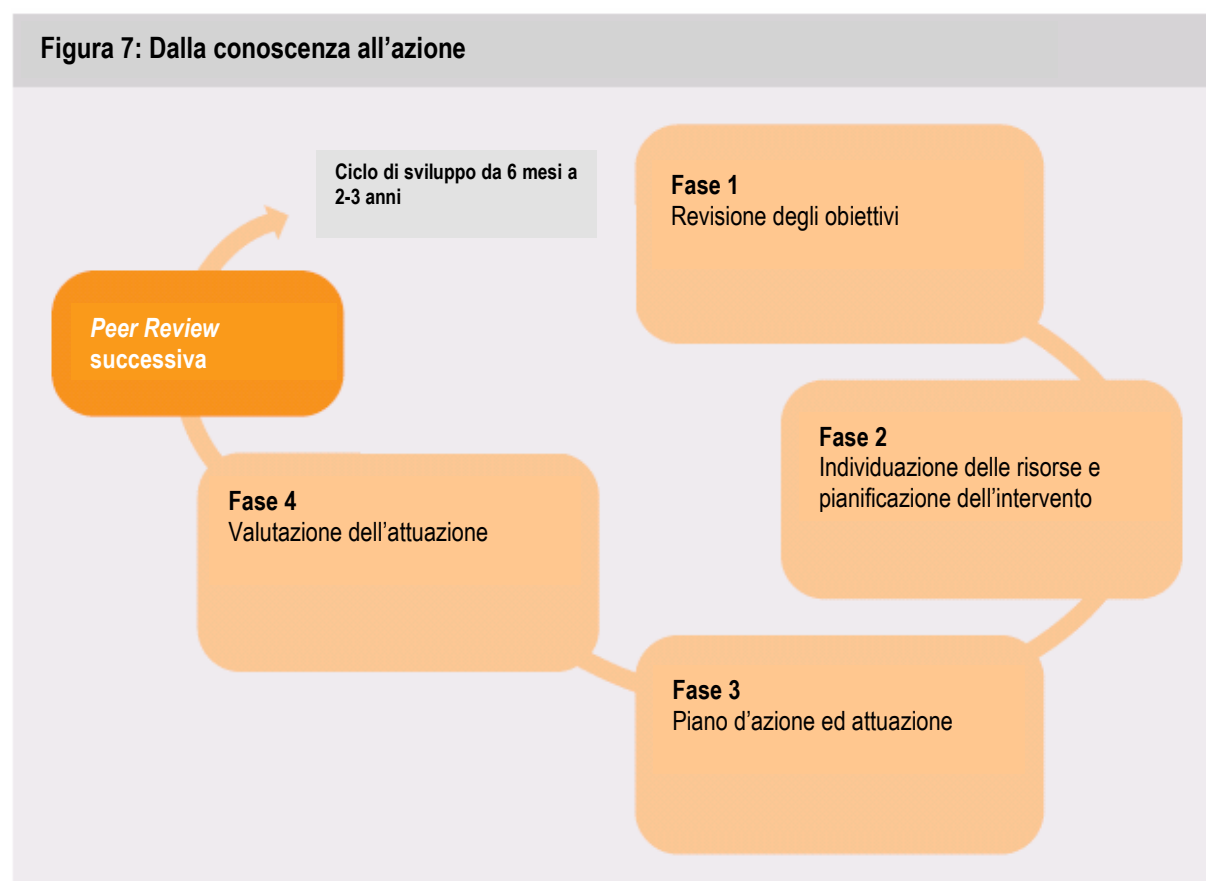 Figura 7: Dalla conoscenza all’azione
Ciclo di sviluppo da 6 mesi a
2-3 anni
Fase 1
Revisione degli obiettivi
Peer Review
successiva
Fase 2
Individuazione delle risorse e
pianificazione dell’intervento
Fase 4
Valutazione dell’attuazione
Fase 3
Piano d’azione ed attuazione